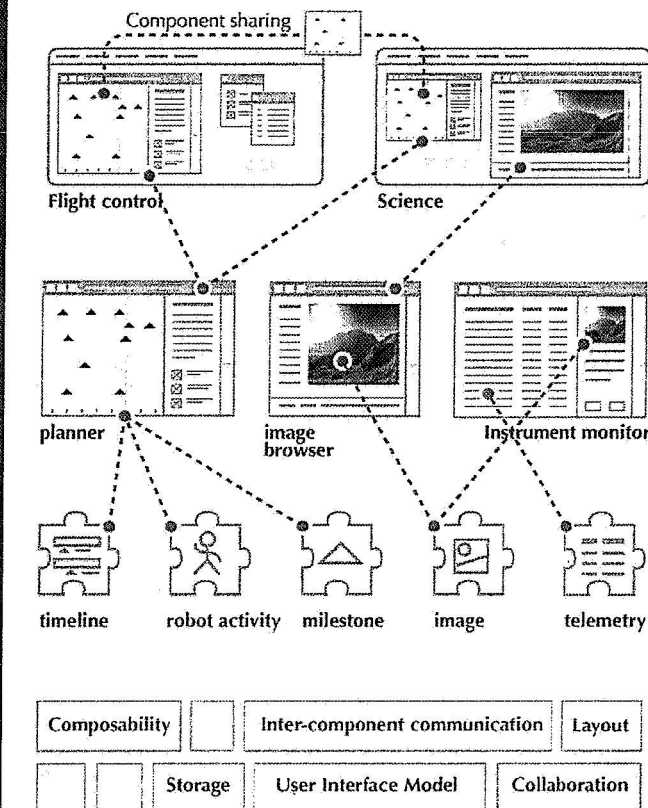 Component sharing
Flight control
Science
planner
image
browser
Instrument monitor
timeline
robot activity
milestone
image
telemetry
Composability
Inter-component communication
Layout
Storage
User Interface Model
Collaboration